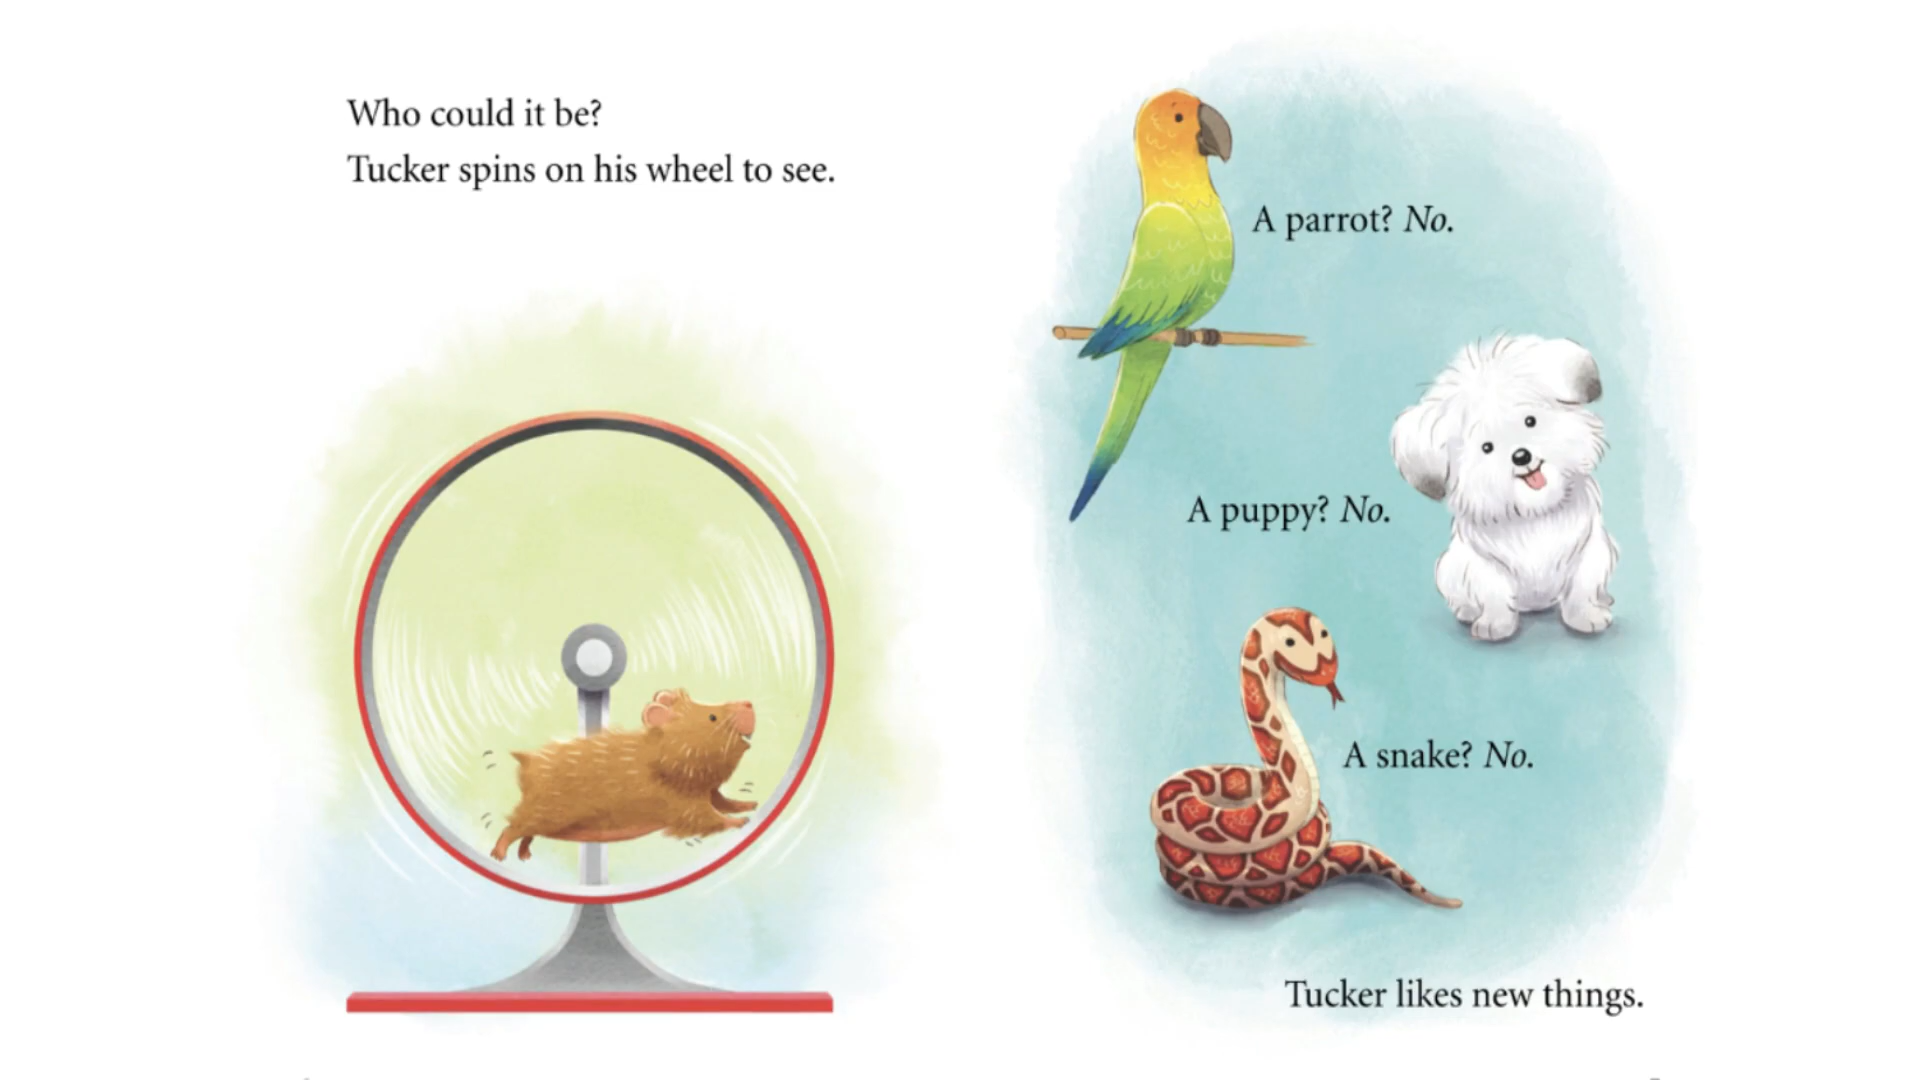 Who could it be?
Tucker spins on his wheel to see.
A parrot? No.
A puppy? No.
A snake? No.
Tucker likes new things.